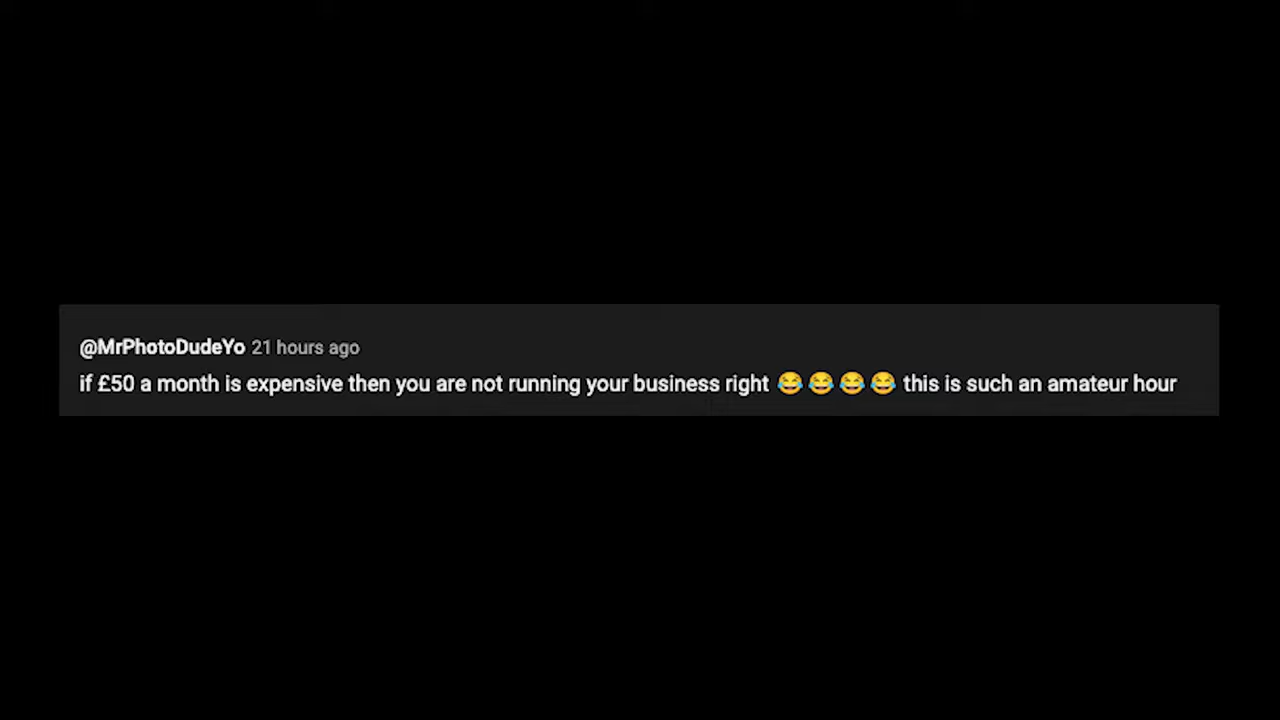 @MrPhotoDudeYo 21 hours ago
if £50 a month is expensive then you are not running your business right 😂😂😂😂 this is such an amateur hour